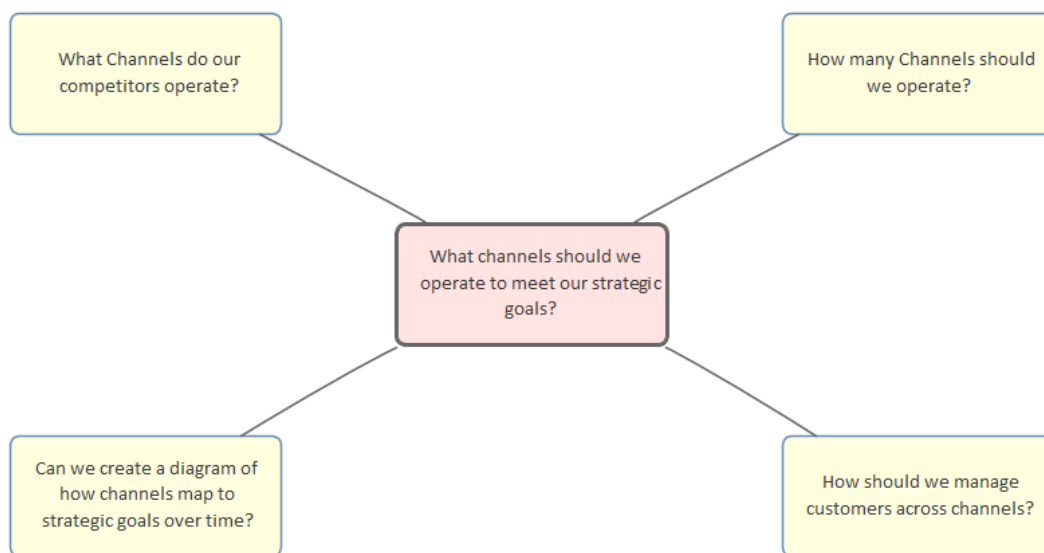 What Channels do our
competitors operate?
How many Channels should
we operate?
What channels should we
operate to meet our strategic
goals?
Can we create a diagram of
how channels map to
strategic goals over time?
How should we manage
customers across channels?